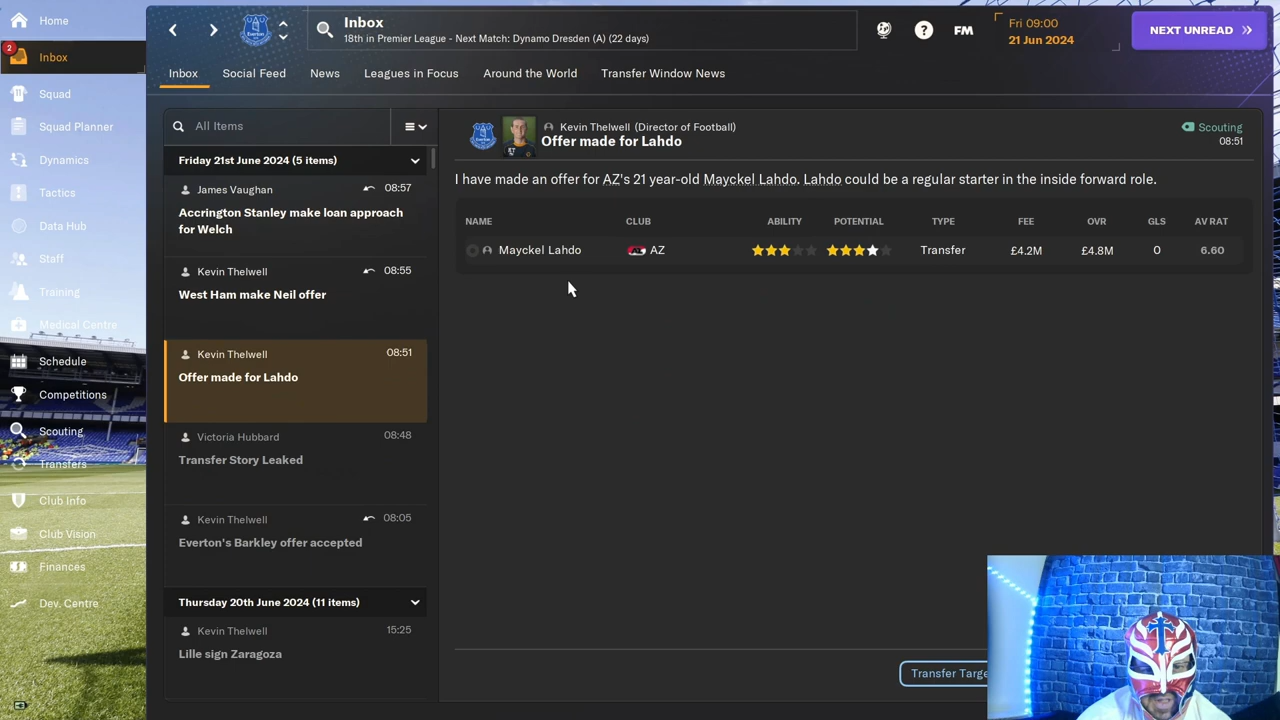 Home
2
Inbox
Squad
Squad Planner
Dynamics
Tactics
Data Hub
Staff
Training
Medical Centre
Schedule
Competitions
Scouting
Transfers
Club Info
Club Vision
Finances
Dev. Centre
Everton
Inbox
18th in Premier League - Next Match: Dynamo Dresden (A) (22 days)
?
FM
Fri 09:00
21 Jun 2024
NEXT UNREAD
Inbox
Social Feed
News
Leagues in Focus
Around the World
Transfer Window News
All Items
Friday 21st June 2024 (5 items)
James Vaughan 08:57
Accrington Stanley make loan approach
for Welch
Kevin Thelwell 08:55
West Ham make Neil offer
Kevin Thelwell 08:51
Offer made for Lahdo
Victoria Hubbard 08:48
Transfer Story Leaked
Kevin Thelwell 08:05
Everton's Barkley offer accepted
Thursday 20th June 2024 (11 items)
Kevin Thelwell 15:25
Lille sign Zaragoza
Everton
Kevin Thelwell (Director of Football)
Offer made for Lahdo
Scouting
08:51
I have made an offer for AZ's 21 year-old Mayckel Lahdo. Lahdo could be a regular starter in the inside forward role.
NAME CLUB ABILITY POTENTIAL TYPE FEE OVR GLS AV RAT
Mayckel Lahdo AZ Transfer £4.2M £4.8M 0 6.60
Transfer Targe